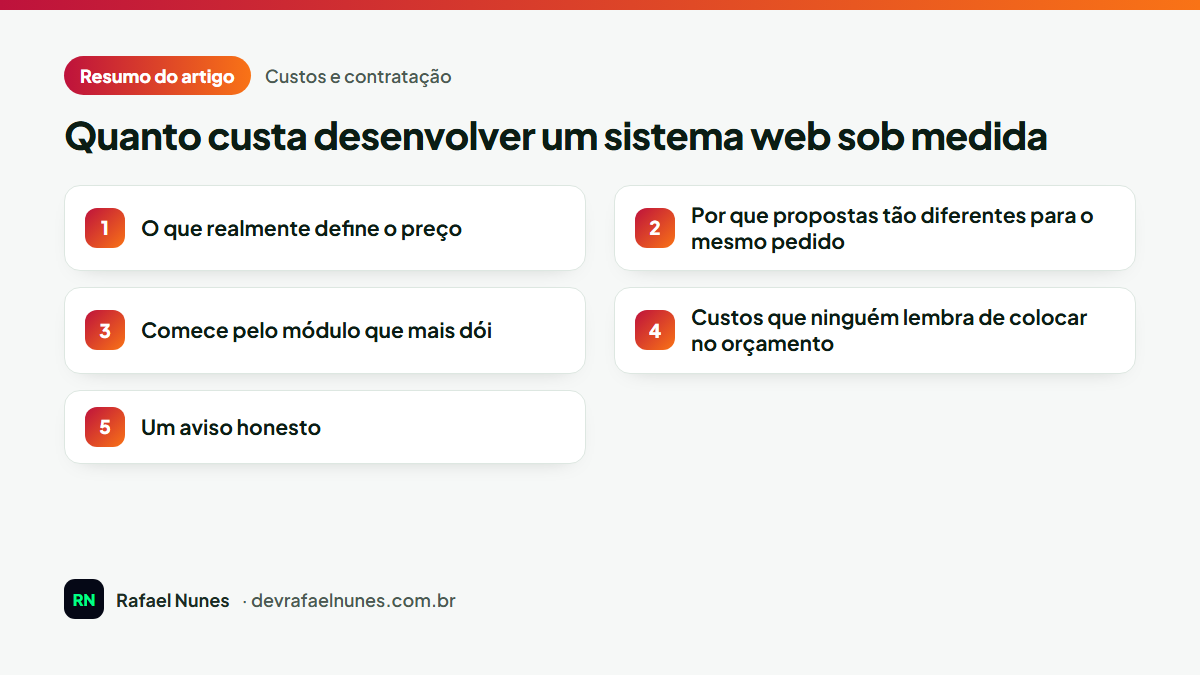 Resumo do artigo
Custos e contratação
Quanto custa desenvolver um sistema web sob medida
1
O que realmente define o preço
2
Por que propostas tão diferentes para o
mesmo pedido
3
Comece pelo módulo que mais dói
4
Custos que ninguém lembra de colocar
no orçamento
5
Um aviso honesto
RN
Rafael Nunes · devrafaelnunes.com.br